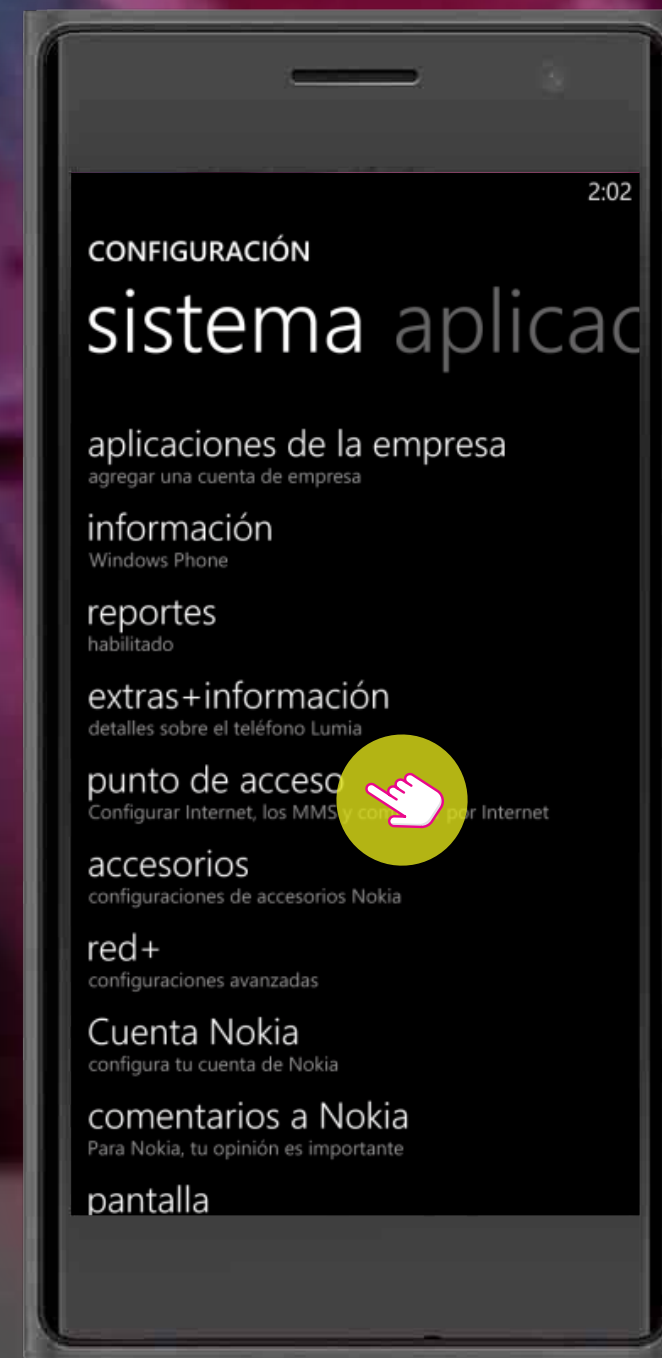 2:02
CONFIGURACIÓN
sistema aplicac
aplicaciones de la empresa
agregar una cuenta de empresa
información
Windows Phone
reportes
habilitado
extras+información
detalles sobre el teléfono Lumia
punto de acceso
Configurar Internet, los MMS y por Internet
accesorios
configuraciones de accesorios Nokia
red+
configuraciones avanzadas
Cuenta Nokia
configura tu cuenta de Nokia
comentarios a Nokia
Para Nokia, tu opinión es importante
pantalla